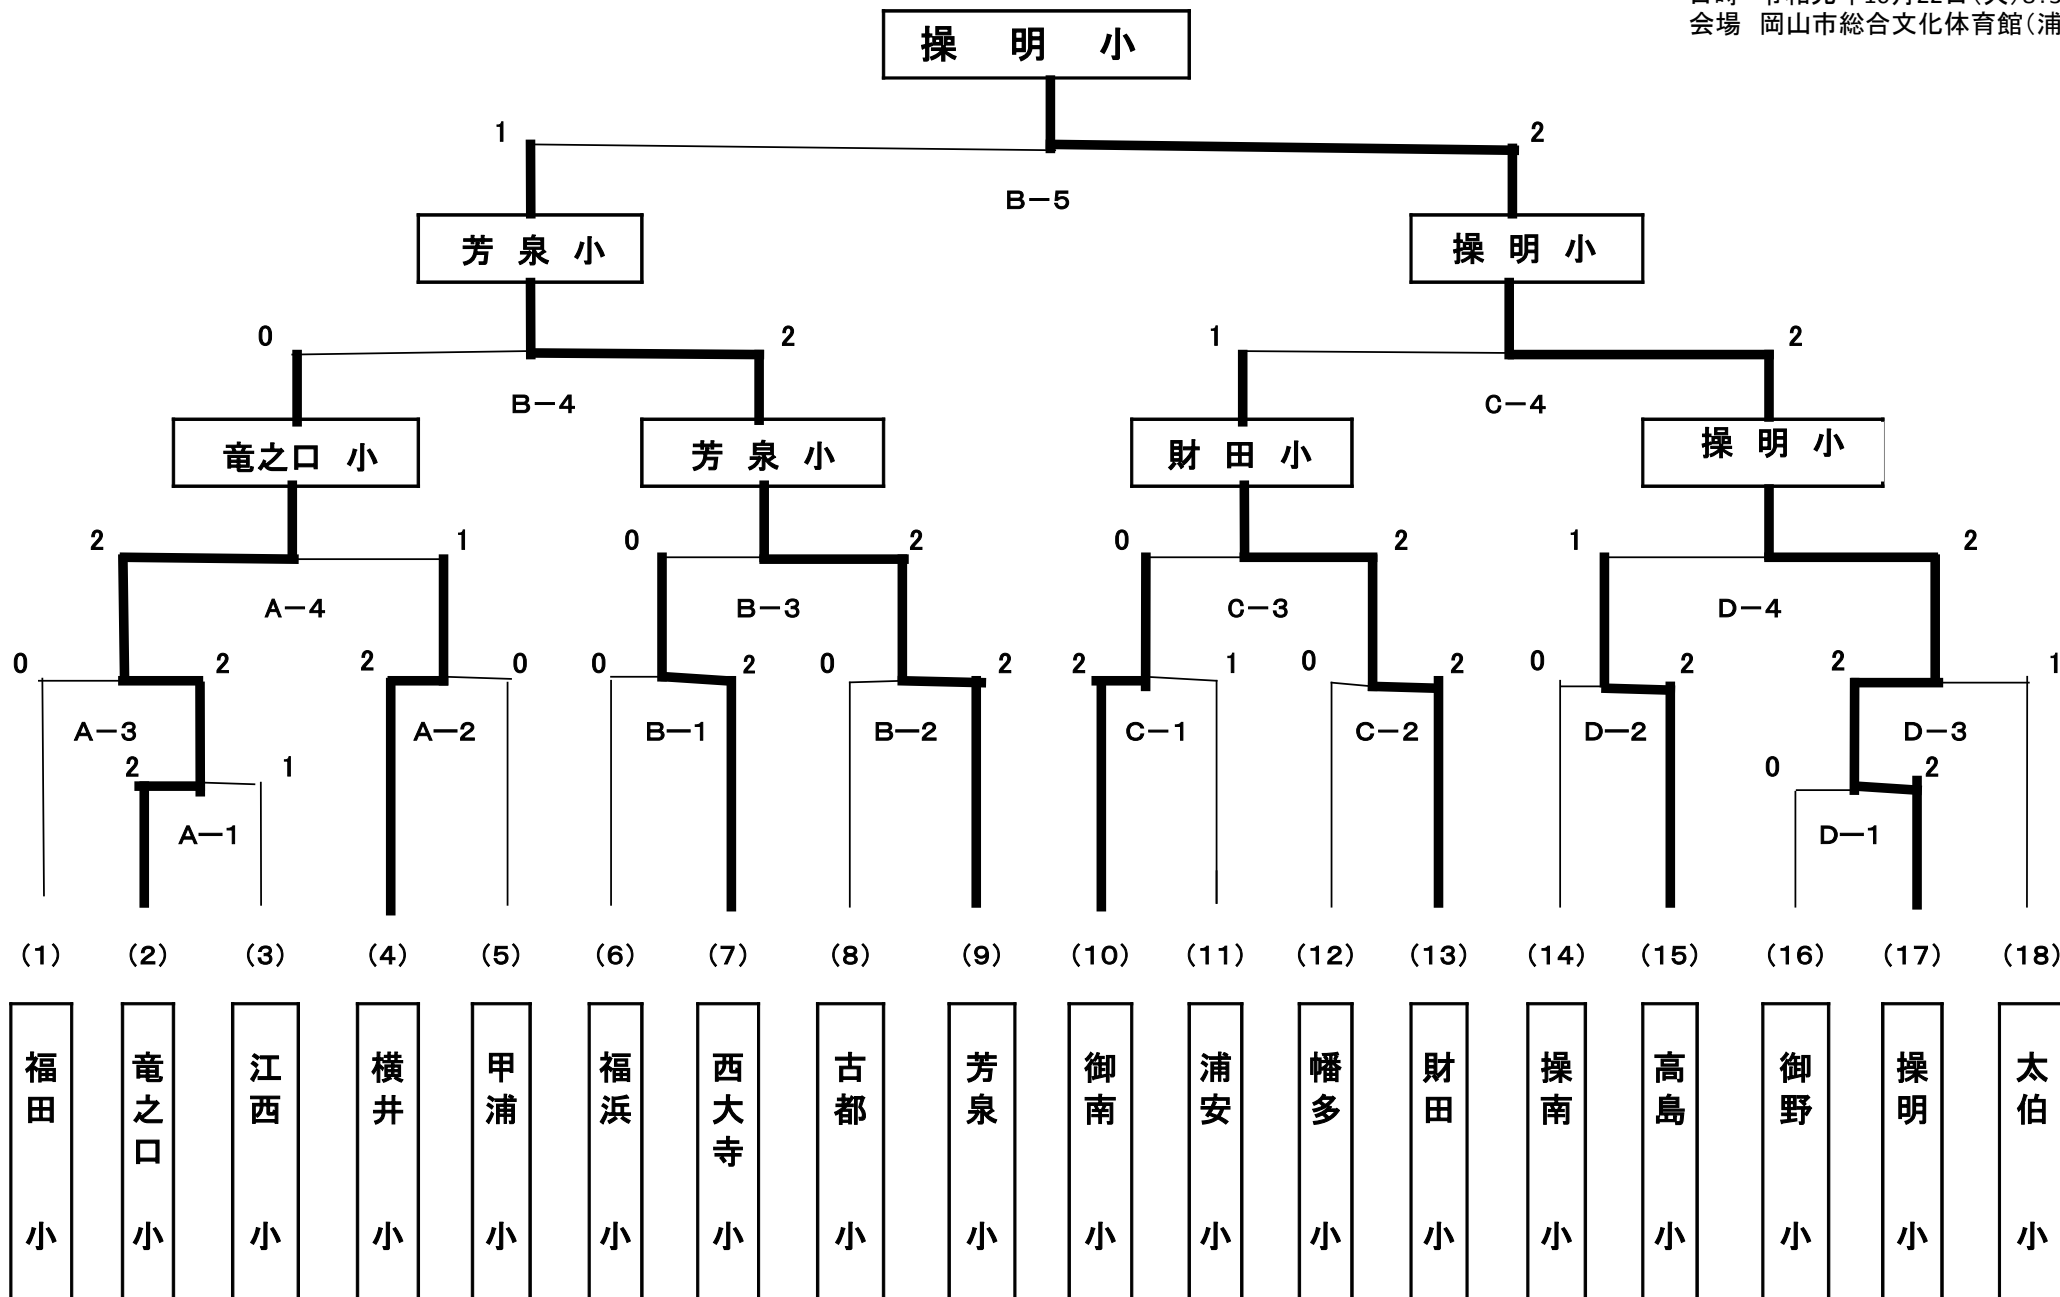 会場 岡山市総合文化体育館(浦
操 明 小
1 2
B-5
芳 泉 小 操 明 小
0 2 1 2
B-4 C-4
竜之口 小 芳 泉 小 財 田 小 操 明 小
2 1 0 2 0 2 1 2
A-4 B-3 C-3 D-4
0 2 2 0 0 2 0 2 2 1 0 2 0 2 2 1
A-3 A-2 B-1 B-2 C-1 C-2 D-2 D-3
2 1 0 2
A-1 D-1
(1) (2) (3) (4) (5) (6) (7) (8) (9) (10) (11) (12) (13) (14) (15) (16) (17) (18)
福田 小
竜之口 小
江西 小
横井 小
甲浦 小
福浜 小
西大寺 小
古都 小
芳泉 小
御南 小
浦安 小
幡多 小
財田 小
操南 小
高島 小
御野 小
操明 小
太伯 小